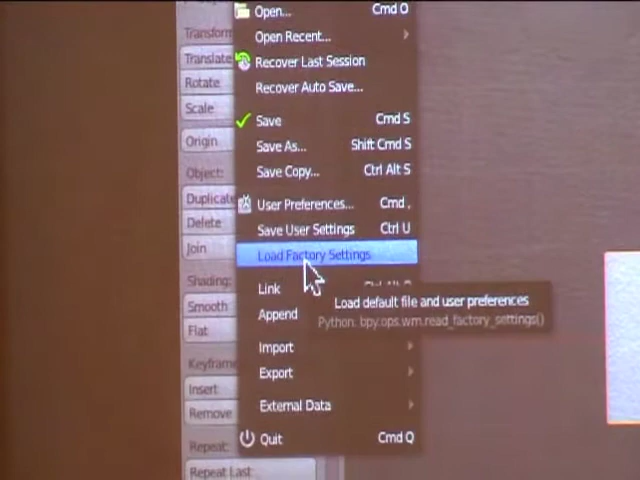 Open... Cmd O
Transform
Open Recent...
Translate
Recover Last Session
Rotate
Recover Auto Save...
Scale
Save Cmd S
Origin
Save As... Shift Cmd S
Object:
Save Copy... Ctrl Alt S
Duplicate
User Preferences... Cmd ,
Delete
Save User Settings Ctrl U
Join
Load Factory Settings
Shading:
Link
Load default file and user preferences
Smooth
Append
Python: bpy.ops.wm.read_factory_settings()
Flat
Import
Keyframe
Export
Insert
External Data
Remove
Quit Cmd Q
Repeat:
Repeat Last